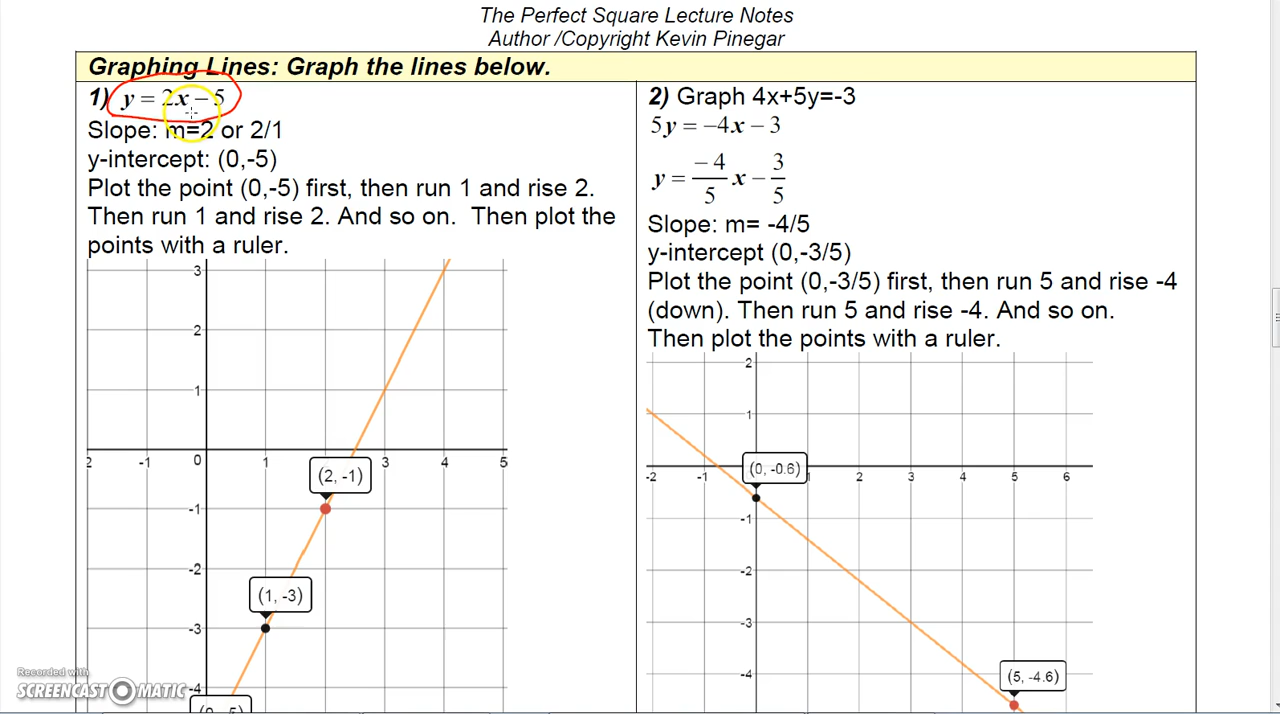 The Perfect Square Lecture Notes
Author /Copyright Kevin Pinegar
Graphing Lines: Graph the lines below.
1) y = 2x − 5
Slope: m=2 or 2/1
y-intercept: (0,-5)
Plot the point (0,-5) first, then run 1 and rise 2.
Then run 1 and rise 2. And so on. Then plot the
points with a ruler.
3
2
1
2 -1 0 1 3 4 5
(2, -1)
-1
-2
(1, -3)
-3
-4
2) Graph 4x+5y=-3
5y = −4x − 3
y = −4/5 x − 3/5
Slope: m= -4/5
y-intercept (0,-3/5)
Plot the point (0,-3/5) first, then run 5 and rise -4
(down). Then run 5 and rise -4. And so on.
Then plot the points with a ruler.
2
1
(0, -0.6)
-2 -1 1 2 3 4 5 6
-1
-2
-3
-4
(5, -4.6)
Recorded with
SCREENCAST MATIC